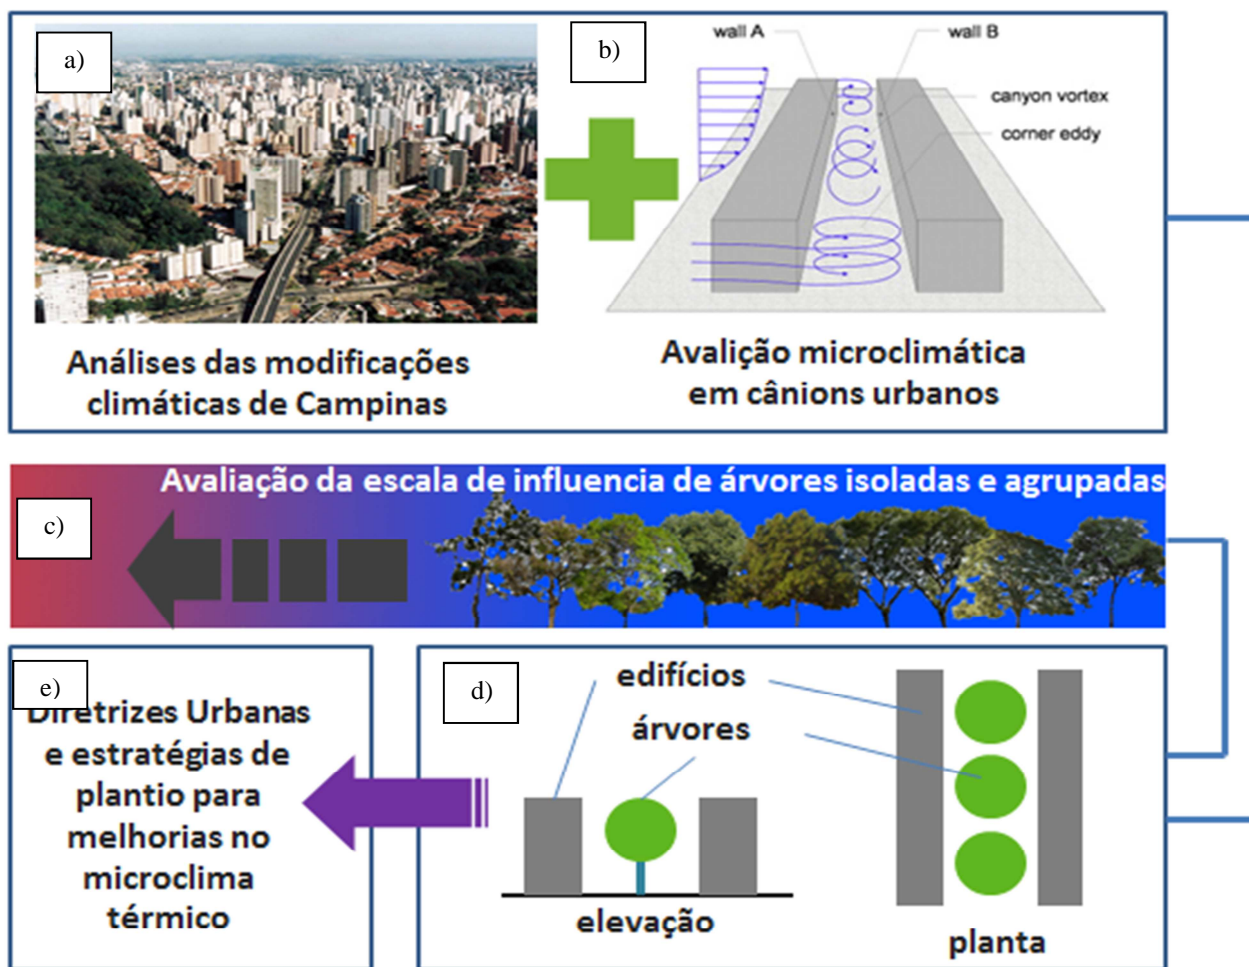 a)
Análises das modificações
climáticas de Campinas
b)
wall A
wall B
canyon vortex
corner eddy
Avalição microclimática
em cânions urbanos
c)
Avaliação da escala de influencia de árvores isoladas e agrupadas
e)
Diretrizes Urbanas
e estratégias de
plantio para
melhorias no
microclima
térmico
d)
edifícios
árvores
elevação
planta